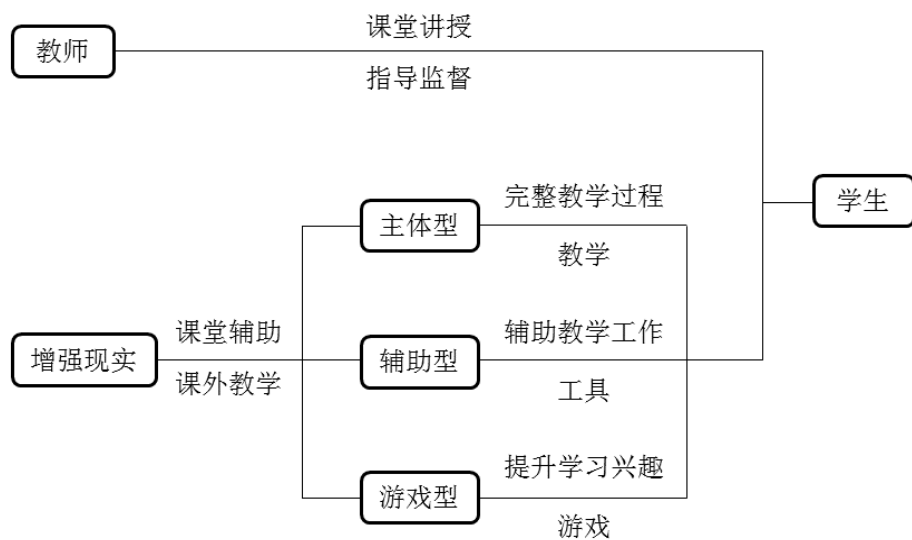 课堂讲授
教师
指导监督
学生
完整教学过程
主体型
教学
课堂辅助
辅助教学工作
增强现实
辅助型
课外教学
工具
提升学习兴趣
游戏型
游戏